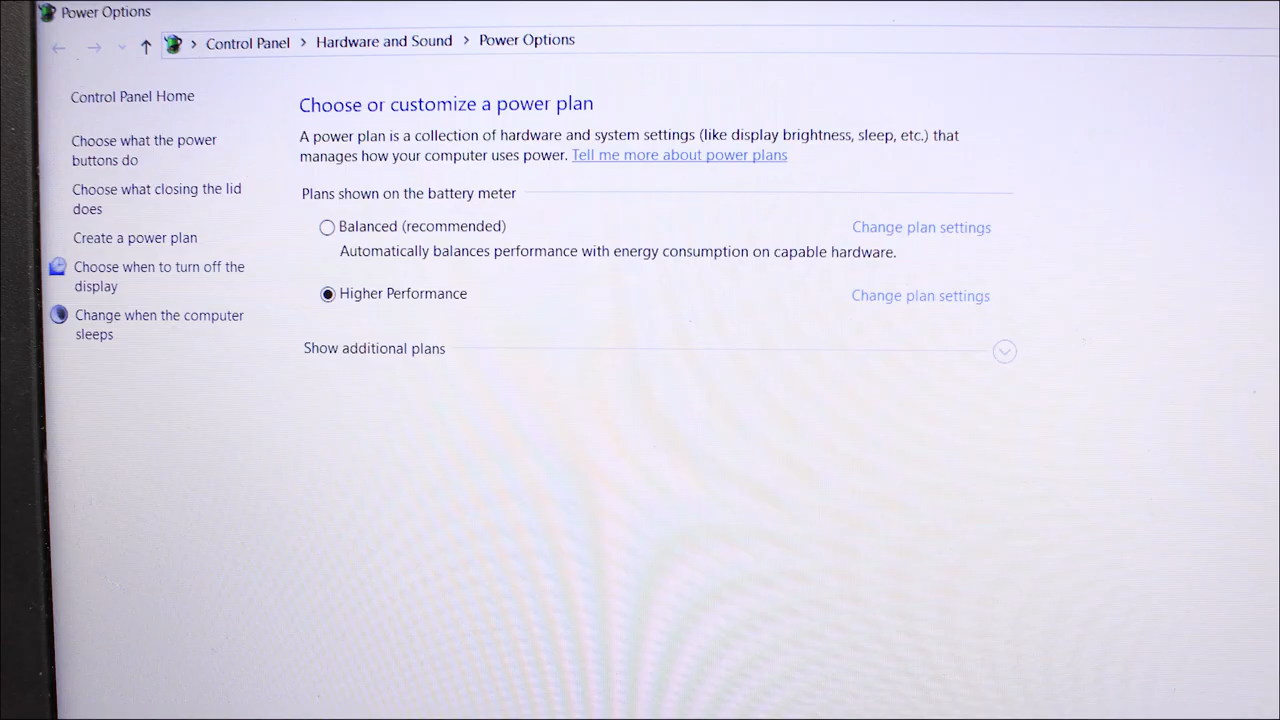 Power Options
Control Panel > Hardware and Sound > Power Options
Control Panel Home
Choose what the power
buttons do
Choose what closing the lid
does
Create a power plan
Choose when to turn off the
display
Change when the computer
sleeps
Choose or customize a power plan
A power plan is a collection of hardware and system settings (like display brightness, sleep, etc.) that
manages how your computer uses power. Tell me more about power plans
Plans shown on the battery meter
Balanced (recommended) Change plan settings
Automatically balances performance with energy consumption on capable hardware.
Higher Performance Change plan settings
Show additional plans